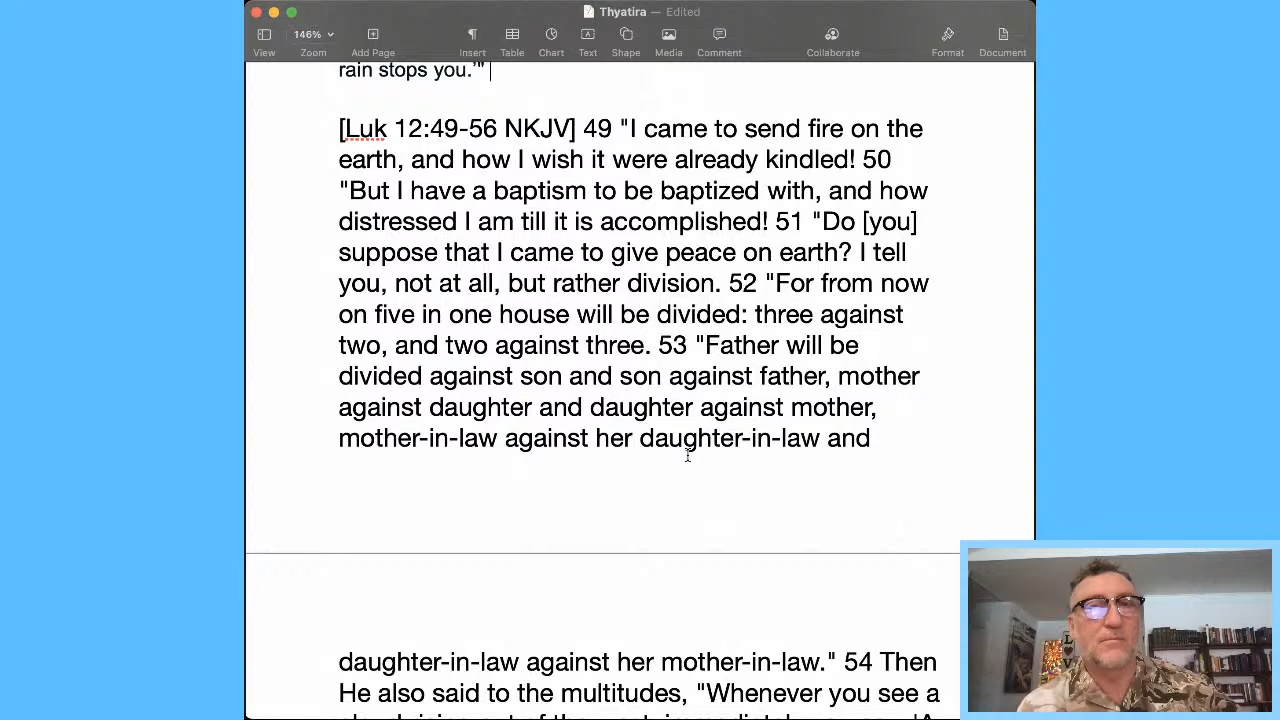 Thyatira — Edited
146%
View Zoom Add Page Insert Table Chart Text Shape Media Comment Collaborate Format Document
rain stops you.'"
[Luk 12:49-56 NKJV] 49 "I came to send fire on the
earth, and how I wish it were already kindled! 50
"But I have a baptism to be baptized with, and how
distressed I am till it is accomplished! 51 "Do [you]
suppose that I came to give peace on earth? I tell
you, not at all, but rather division. 52 "For from now
on five in one house will be divided: three against
two, and two against three. 53 "Father will be
divided against son and son against father, mother
against daughter and daughter against mother,
mother-in-law against her daughter-in-law and
daughter-in-law against her mother-in-law." 54 Then
He also said to the multitudes, "Whenever you see a